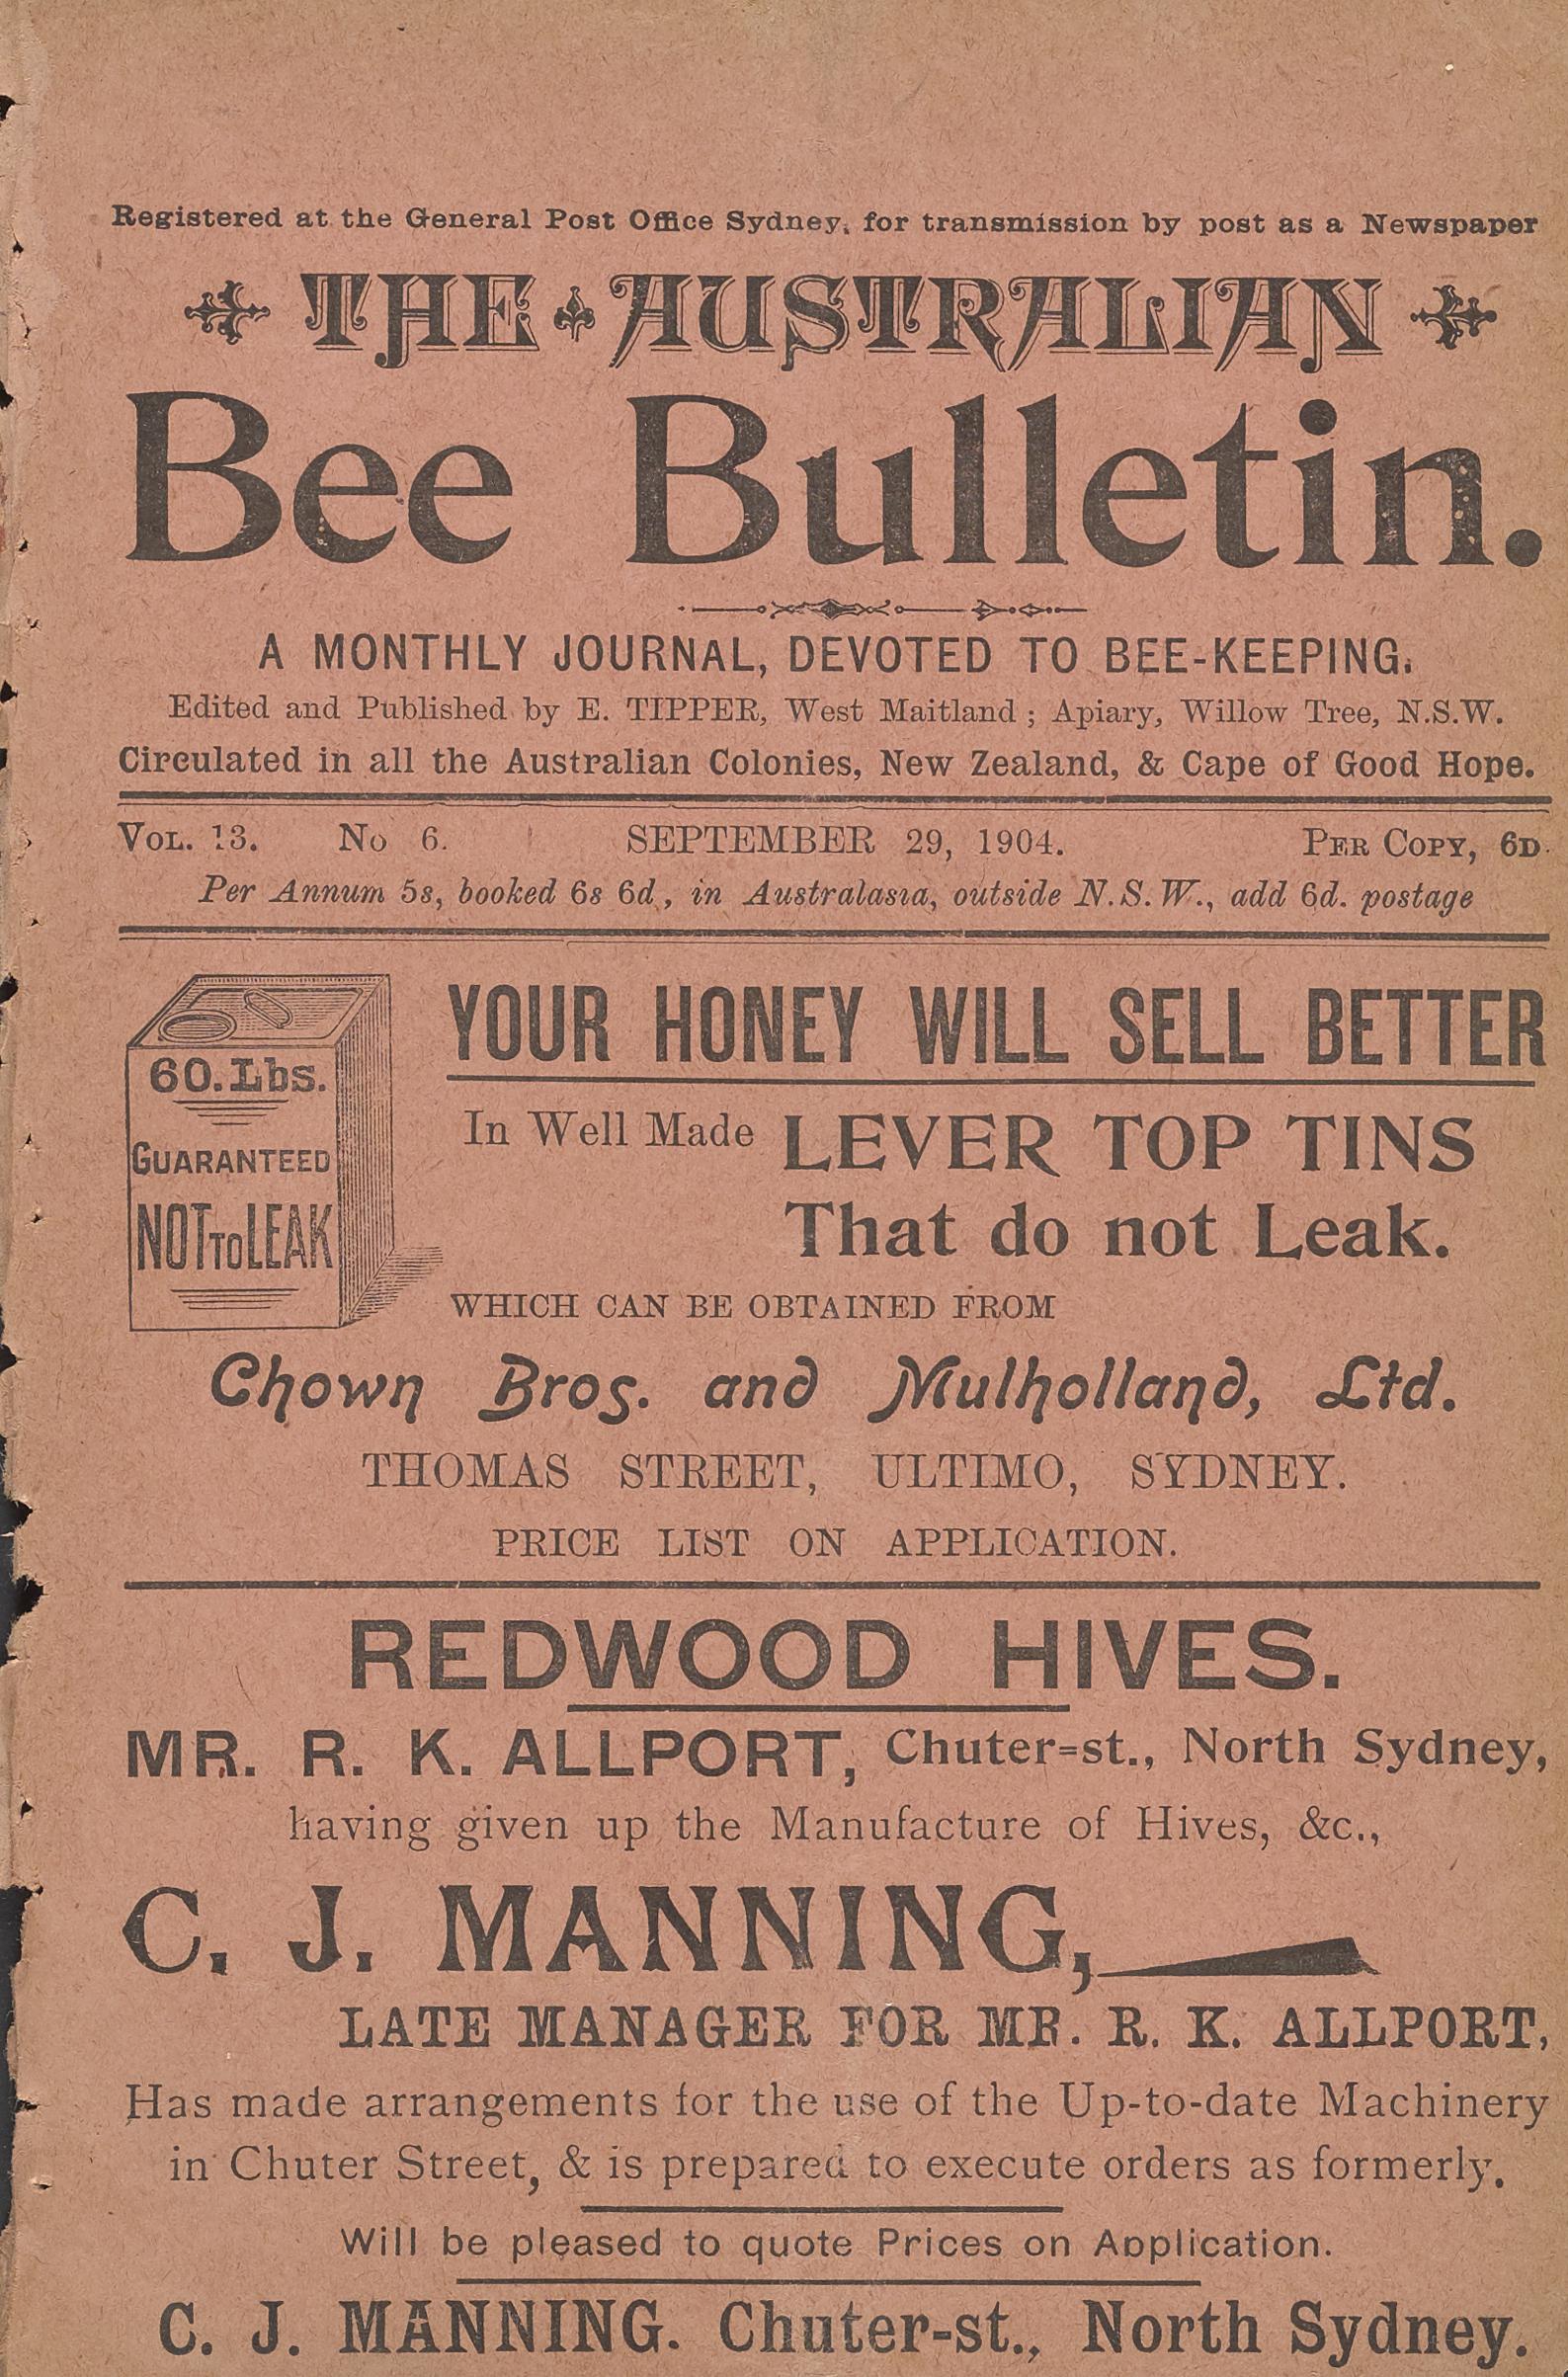 Registered at the General Post Office Sydney, for transmission by post as a Newspaper
THE AUSTRALIAN
Bee Bulletin.
A MONTHLY JOURNAL, DEVOTED TO BEE-KEEPING.
Edited and Published by E. TIPPER, West Maitland ; Apiary, Willow Tree, N.S.W.
Circulated in all the Australian Colonies, New Zealand, & Cape of Good Hope.
VOL. 13. No 6. SEPTEMBER 29, 1904. PER COPY, 6D.
Per Annum 5s, booked 6s 6d, in Australasia, outside N.S.W., add 6d. postage
60.Lbs.
GUARANTEED
NOT TO LEAK
YOUR HONEY WILL SELL BETTER
In Well Made LEVER TOP TINS
That do not Leak.
WHICH CAN BE OBTAINED FROM
Chown Bros. and Mulholland, Ltd.
THOMAS STREET, ULTIMO, SYDNEY.
PRICE LIST ON APPLICATION.
REDWOOD HIVES.
MR. R. K. ALLPORT, Chuter=st., North Sydney,
having given up the Manufacture of Hives, &c.,
C. J. MANNING,
LATE MANAGER FOR MR. R. K. ALLPORT,
Has made arrangements for the use of the Up-to-date Machinery
in Chuter Street, & is prepared to execute orders as formerly.
Will be pleased to quote Prices on Application.
C. J. MANNING. Chuter-st., North Sydney.